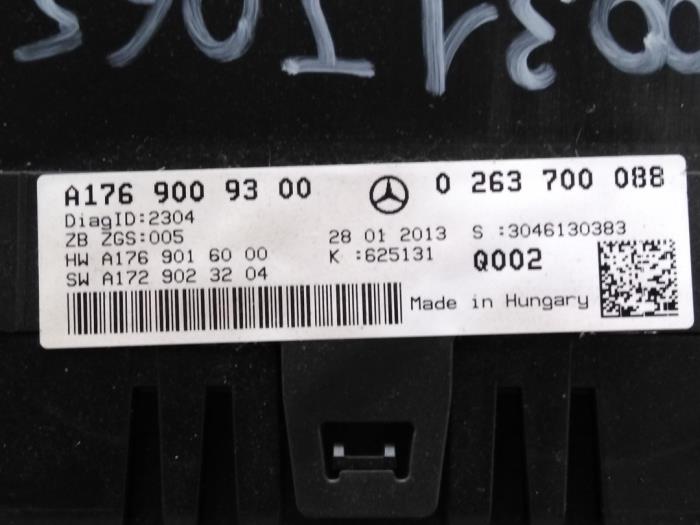 A176 900 93 00 0 263 700 088
DiagID:2304
ZB ZGS:005 28 01 2013 S :3046130383
HW A176 901 60 00 K :625131 Q002
SW A172 902 32 04
Made in Hungary